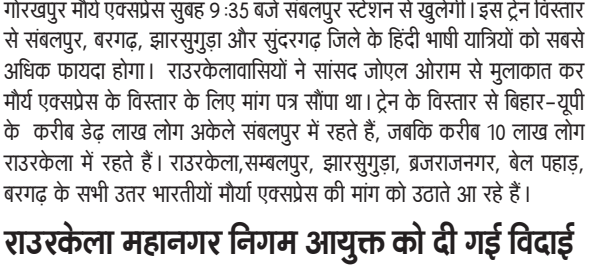 गोरखपुर मौर्य एक्सप्रेस सुबह 9:35 बजे संबलपुर स्टेशन से खुलेगी।इस ट्रेन विस्तार
से संबलपुर, बरगढ़, झारसुगुड़ा और सुंदरगढ़ जिले के हिंदी भाषी यात्रियों को सबसे
अधिक फायदा होगा। राउरकेलावासियों ने सांसद जोएल ओराम से मुलाकात कर
मौर्य एक्सप्रेस के विस्तार के लिए मांग पत्र सौंपा था। ट्रेन के विस्तार से बिहार-यूपी
के करीब डेढ़ लाख लोग अकेले संबलपुर में रहते हैं, जबकि करीब 10 लाख लोग
राउरकेला में रहते हैं। राउरकेला,सम्बलपुर, झारसुगुड़ा, ब्रजराजनगर, बेल पहाड़,
बरगढ़ के सभी उतर भारतीयों मौर्या एक्सप्रेस की मांग को उठाते आ रहे हैं।
राउरकेला महानगर निगम आयुक्त को दी गई विदाई